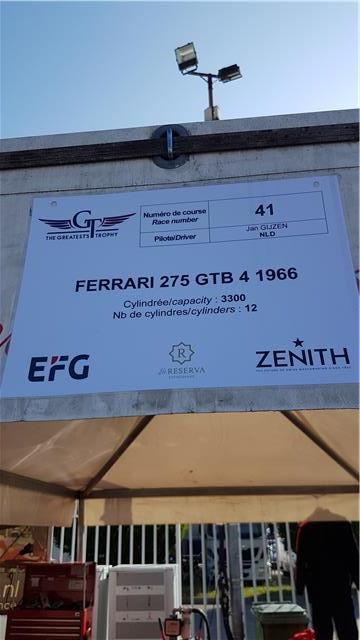 GT
THE GREATEST'S TROPHY
Numéro de course
Race number
41
Pilote/Driver
Jan GIJZEN
NLD
FERRARI 275 GTB 4 1966
Cylindrée/capacity : 3300
Nb de cylindres/cylinders : 12
EFG
R
La RESERVA
ZENITH
.nl